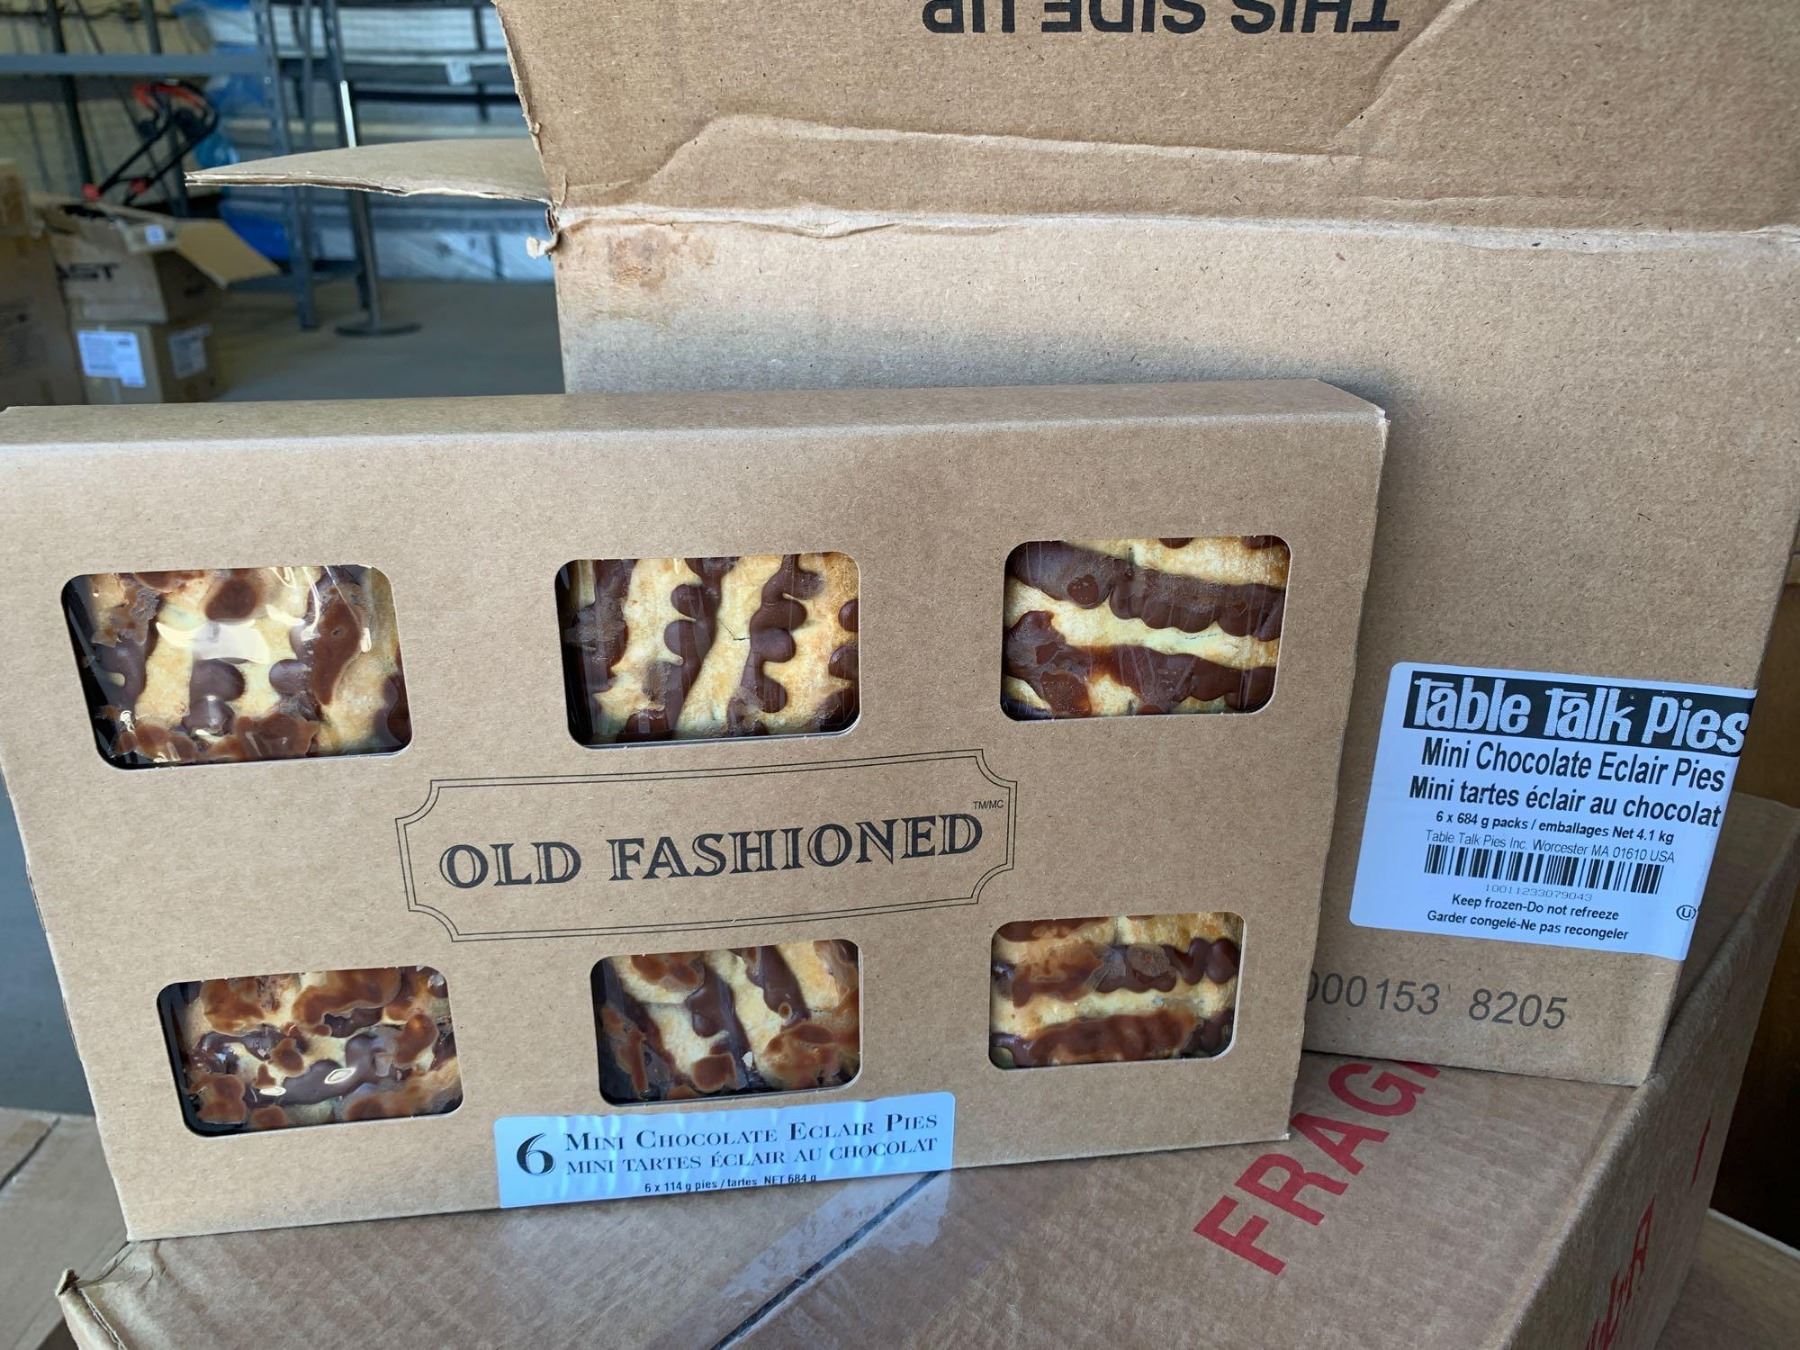 THIS SIDE UP
OLD FASHIONED
TM/MC
6 MINI CHOCOLATE ECLAIR PIES
MINI TARTES ÉCLAIR AU CHOCOLAT
6 x 114 g pies / tartes NET 684 g
Table Talk Pies
Mini Chocolate Eclair Pies
Mini tartes éclair au chocolat
6 x 684 g packs / emballages Net 4.1 kg
Table Talk Pies Inc. Worcester MA 01610 USA
10011233079043
Keep frozen-Do not refreeze
Garder congelé-Ne pas recongeler
U
000153 8205
FRAG